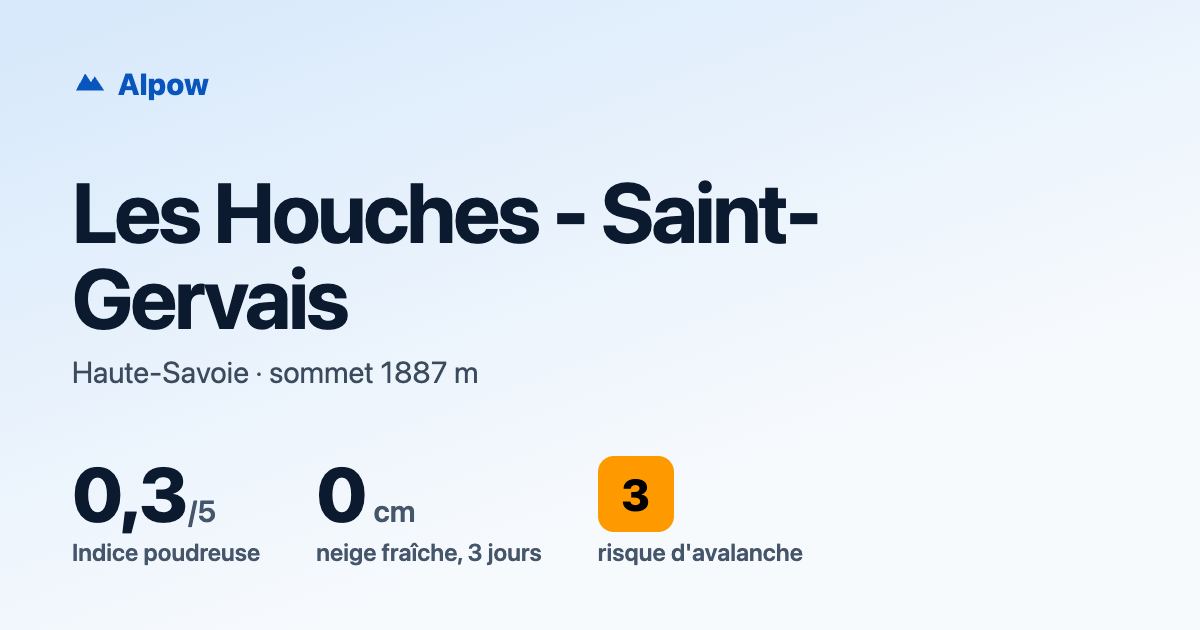 Alpow
Les Houches - Saint-
Gervais
Haute-Savoie · sommet 1887 m
0,3/5
Indice poudreuse
0 cm
neige fraîche, 3 jours
3
risque d'avalanche